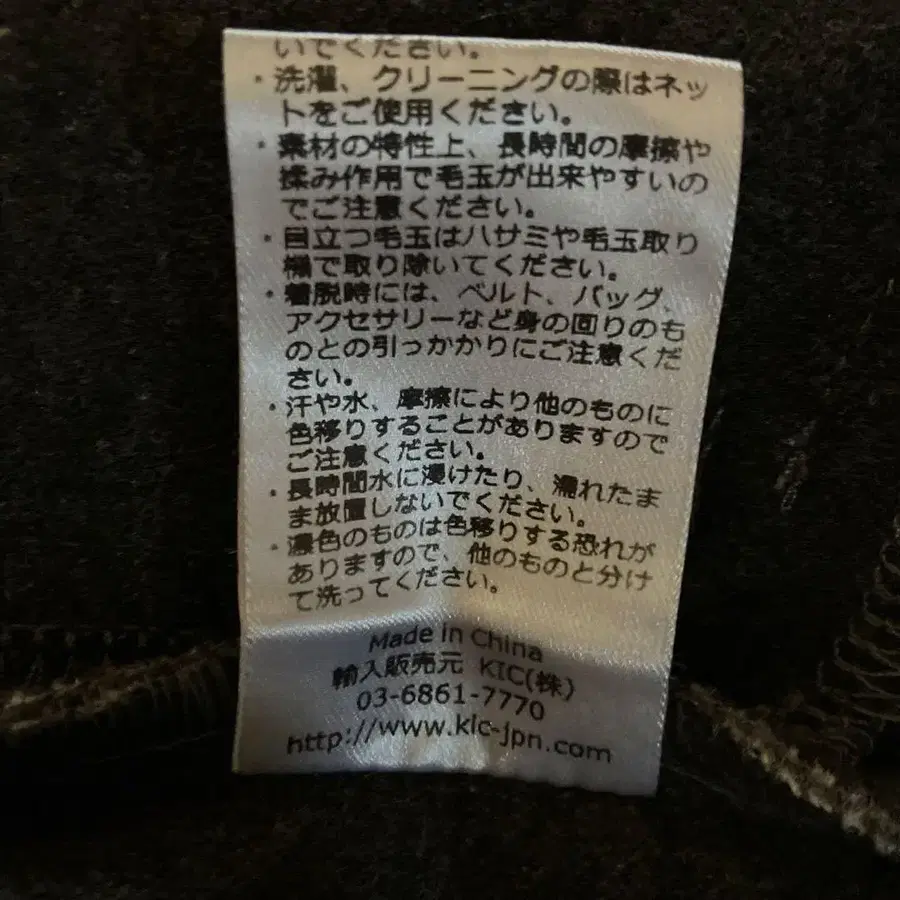 いでください。
・洗濯、クリーニングの際はネッ
トをご使用ください。
・素材の特性上、長時間の摩擦や
揉み作用で毛玉が出来やすいの
でご注意ください。
・目立つ毛玉はハサミや毛玉取り
機で取り除いてください。
・着脱時には、ベルト、バッグ、
アクセサリーなど身の回りのも
のとの引っかかりにご注意くだ
さい。
・汗や水、摩擦により他のものに
色移りすることがありますので
ご注意ください。
・長時間水に浸けたり、濡れたま
ま放置しないでください。
・濃色のものは色移りする恐れが
ありますので、他のものと分け
て洗ってください。
Made in China
輸入販売元 KIC(株)
03-6861-7770
http://www.kic-jpn.com